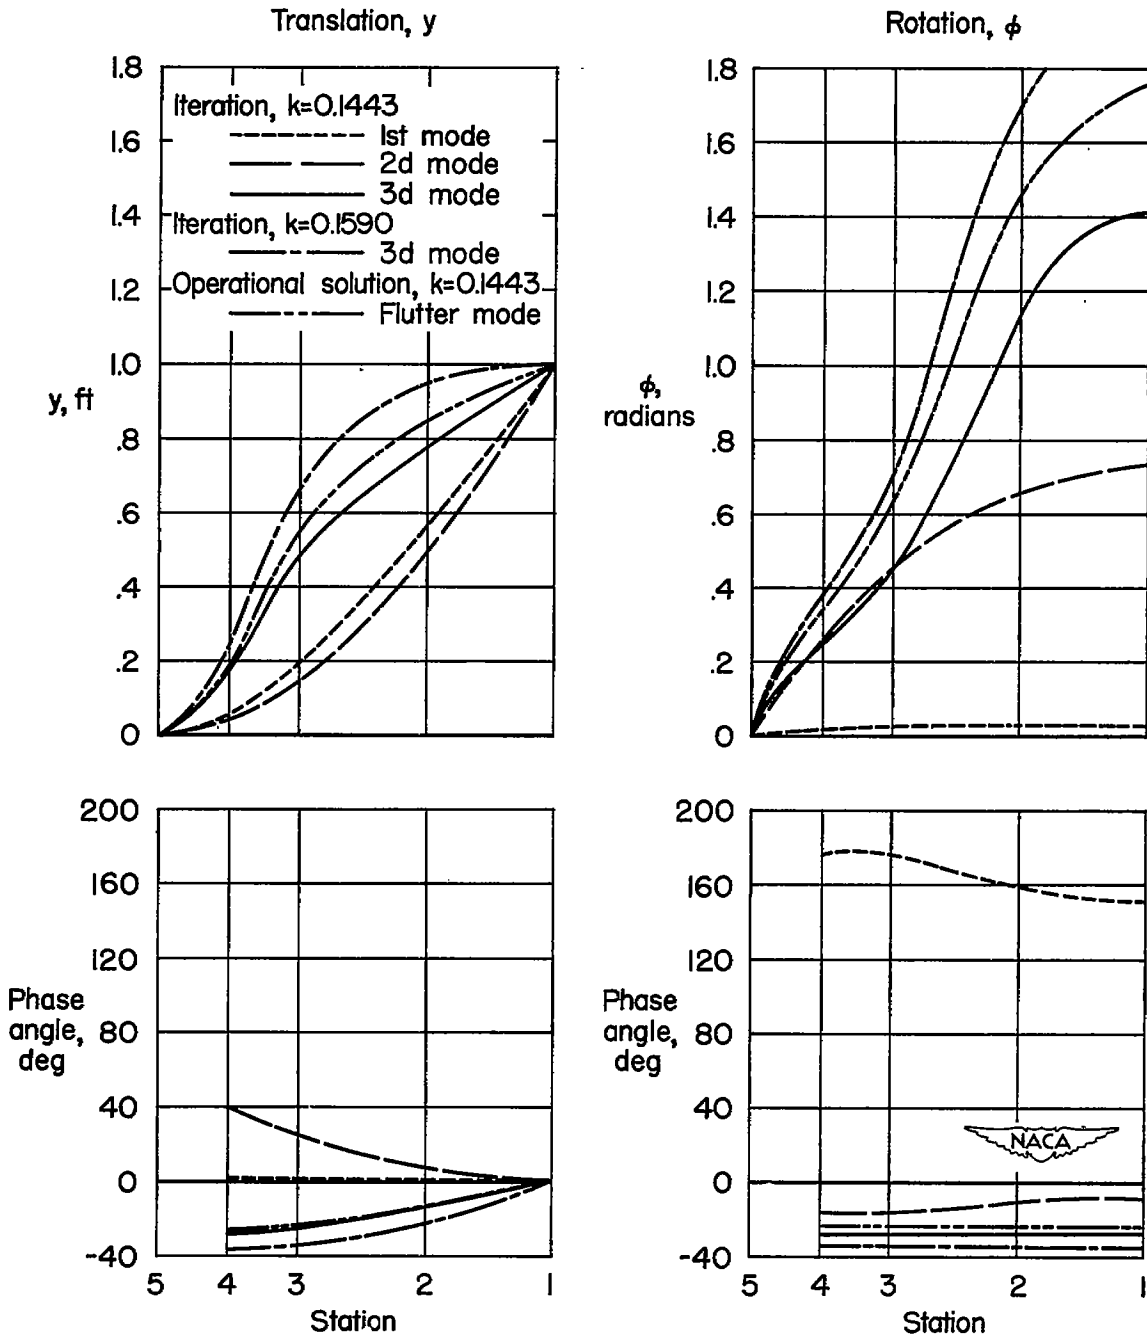 Translation, y
1.8
1.6
1.4
1.2
1.0
.8
.6
.4
.2
0
y, ft
Iteration, k=0.1443
1st mode
2d mode
3d mode
Iteration, k=0.1590
3d mode
Operational solution, k=0.1443
Flutter mode
Rotation, ϕ
1.8
1.6
1.4
1.2
1.0
.8
.6
.4
.2
0
ϕ,
radians
200
160
120
80
40
0
-40
Phase
angle,
deg
5 4 3 2 1
Station
200
160
120
80
40
0
-40
Phase
angle,
deg
NACA
5 4 3 2 1
Station